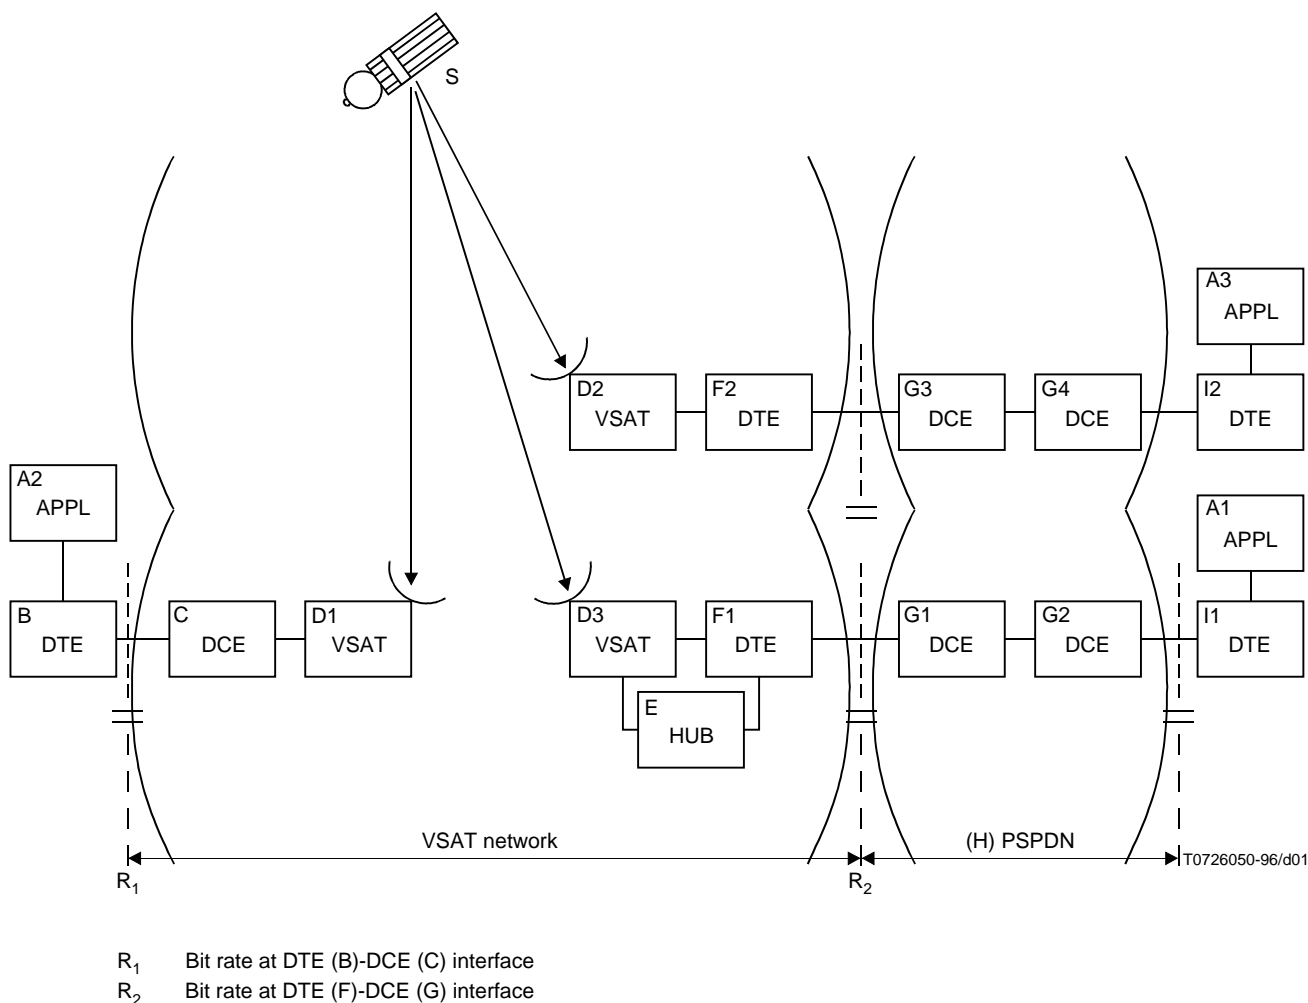 S
A3
APPL
D2
VSAT
F2
DTE
G3
DCE
G4
DCE
I2
DTE
A2
APPL
A1
APPL
B
DTE
C
DCE
D1
VSAT
D3
VSAT
F1
DTE
G1
DCE
G2
DCE
I1
DTE
E
HUB
VSAT network
(H) PSPDN
T0726050-96/d01
R1
R2
R1 Bit rate at DTE (B)-DCE (C) interface
R2 Bit rate at DTE (F)-DCE (G) interface